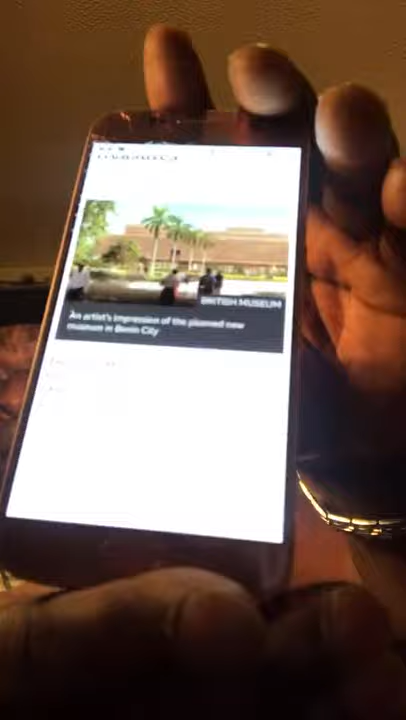 BRITISH MUSEUM
An artist's impression of the planned new
museum in Benin City